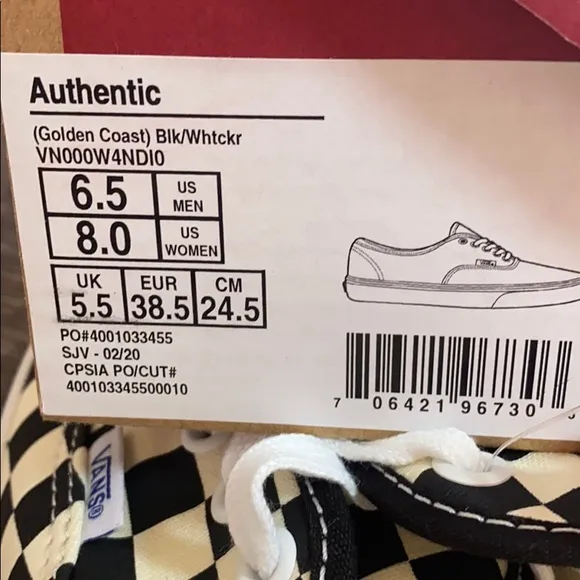 Authentic
(Golden Coast) Blk/Whtckr
VN000W4NDI0
6.5 US MEN
8.0 US WOMEN
UK EUR CM
5.5 38.5 24.5
PO#4001033455
SJV - 02/20
CPSIA PO/CUT#
400103345500010
7 06421 96730
VANS®